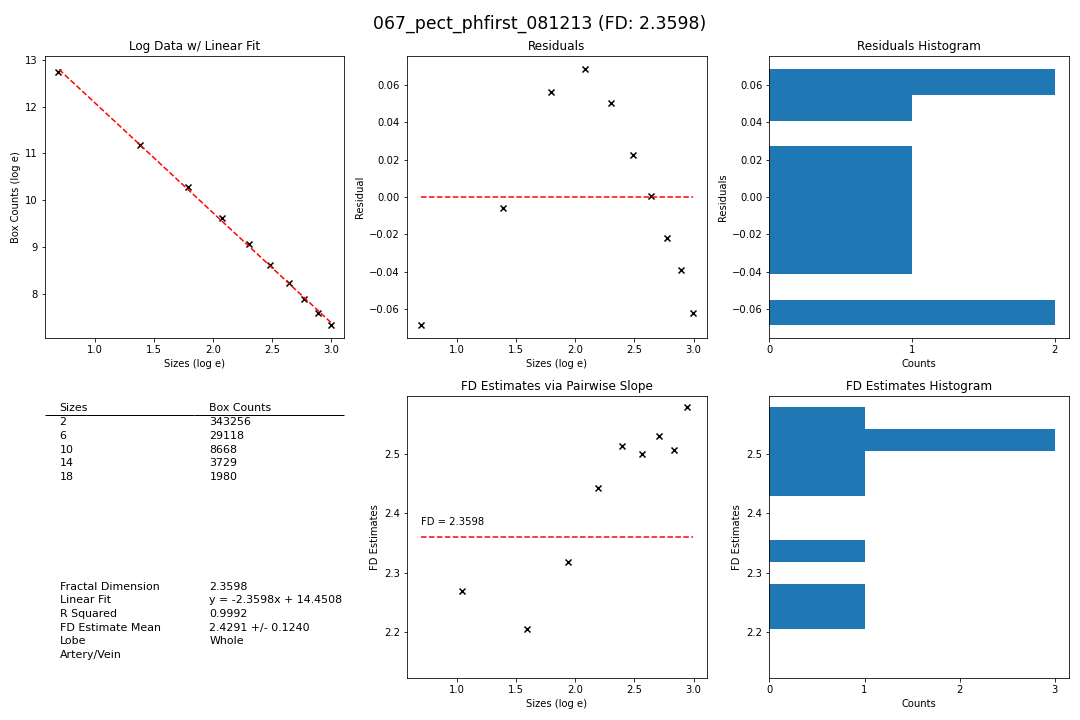 067_pect_phfirst_081213 (FD: 2.3598)
Log Data w/ Linear Fit
13
12
11
10
9
8
Box Counts (log e)
1.0 1.5 2.0 2.5 3.0
Sizes (log e)
Residuals
0.06
0.04
0.02
0.00
−0.02
−0.04
−0.06
Residual
1.0 1.5 2.0 2.5 3.0
Sizes (log e)
Residuals Histogram
0.06
0.04
0.02
0.00
−0.02
−0.04
−0.06
Residuals
0 1 2
Counts
Sizes Box Counts
2 343256
6 29118
10 8668
14 3729
18 1980
Fractal Dimension 2.3598
Linear Fit y = -2.3598x + 14.4508
R Squared 0.9992
FD Estimate Mean 2.4291 +/- 0.1240
Lobe Whole
Artery/Vein
FD Estimates via Pairwise Slope
2.5
2.4
2.3
2.2
FD Estimates
FD = 2.3598
1.0 1.5 2.0 2.5 3.0
Sizes (log e)
FD Estimates Histogram
2.5
2.4
2.3
2.2
FD Estimates
0 1 2 3
Counts